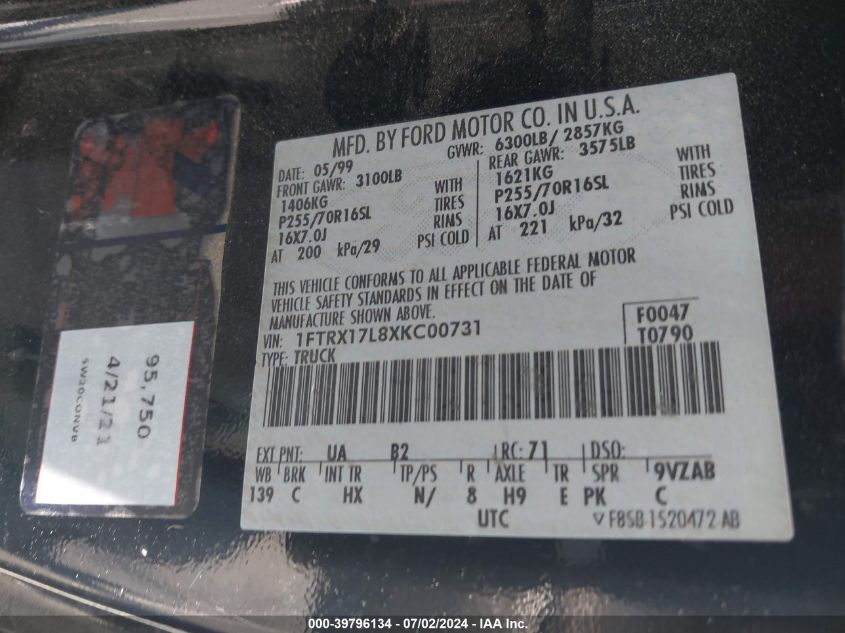 MFD. BY FORD MOTOR CO. IN U.S.A.
DATE: 05/99 GVWR: 6300LB/ 2857KG
FRONT GAWR: 3100LB REAR GAWR: 3575LB
1406KG WITH 1621KG WITH
P255/70R16SL TIRES P255/70R16SL TIRES
16X7.0J RINS 16X7.0J RINS
AT 200 kPa/29 PSI COLD AT 221 kPa/32 PSI COLD
THIS VEHICLE CONFORMS TO ALL APPLICABLE FEDERAL MOTOR
VEHICLE SAFETY STANDARDS IN EFFECT ON THE DATE OF
MANUFACTURE SHOWN ABOVE.
VIN: 1FTRX17L8XKC00731 F0047
TYPE: TRUCK T0790
EXT PNT: UA B2 RC: 71 DSO:
WB BRK INT TR TP/PS R AXLE TR SPR 9VZAB
139 C HX N/ 8 H9 E PK C
UTC F85B 1520472 AB
95,750
4/21/21
SW30CONVB
000-39796134 - 07/02/2024 - IAA Inc.